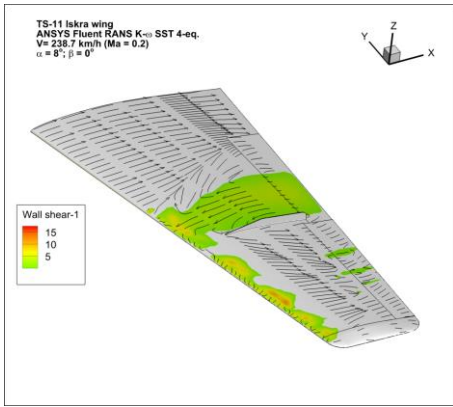 TS-11 Iskra wing
ANSYS Fluent RANS K-ω SST 4-eq.
V= 238.7 km/h (Ma = 0.2)
α = 8°; β = 0°
Z
Y
X
Wall shear-1
15
10
5